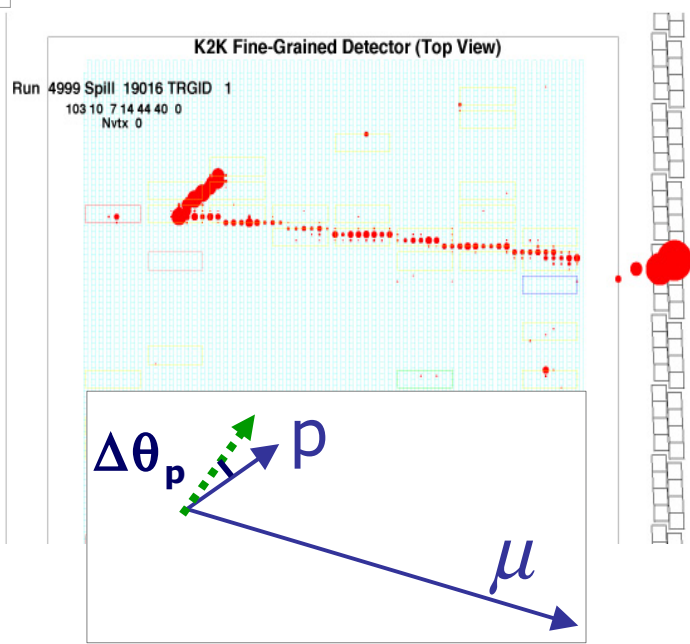 K2K Fine-Grained Detector (Top View)
Run 4999 Spill 19016 TRGID 1
103 10 7 14 44 40 0
Nvtx 0
Δθp
p
μ